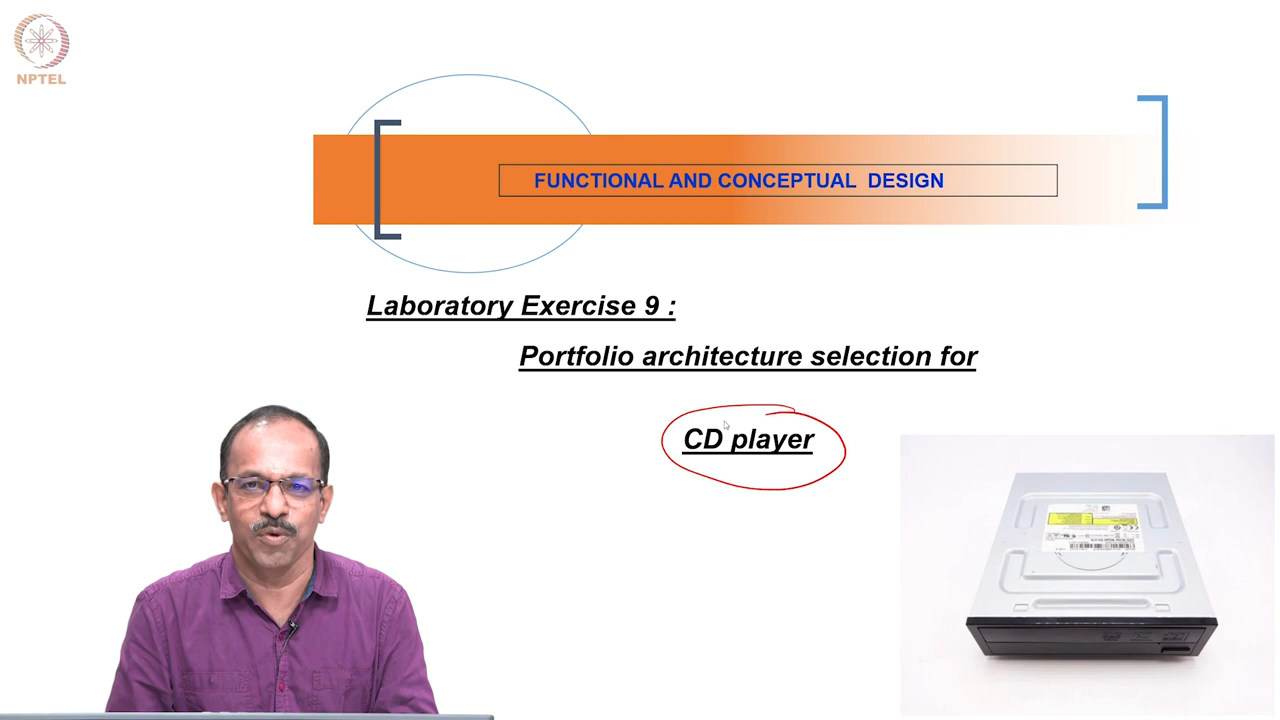 NPTEL
FUNCTIONAL AND CONCEPTUAL DESIGN
Laboratory Exercise 9 :
Portfolio architecture selection for
CD player